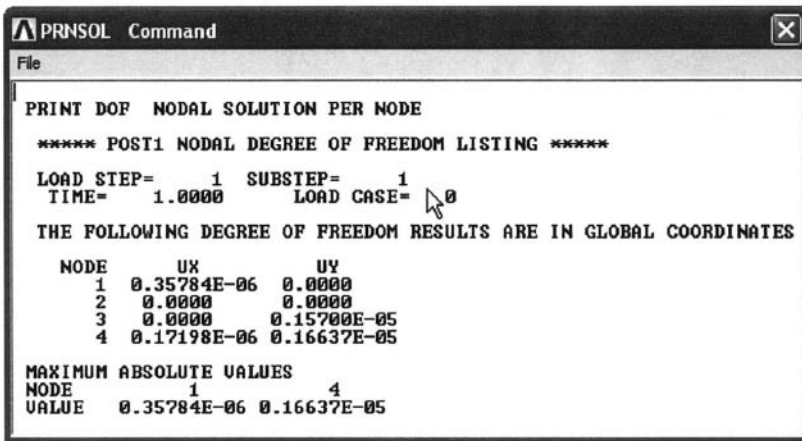 PRNSOL Command
File
PRINT DOF NODAL SOLUTION PER NODE
***** POST1 NODAL DEGREE OF FREEDOM LISTING *****
LOAD STEP= 1 SUBSTEP= 1
TIME= 1.0000 LOAD CASE= 0
THE FOLLOWING DEGREE OF FREEDOM RESULTS ARE IN GLOBAL COORDINATES
NODE UX UY
1 0.35784E-06 0.0000
2 0.0000 0.0000
3 0.0000 0.15700E-05
4 0.17198E-06 0.16637E-05
MAXIMUM ABSOLUTE VALUES
NODE 1 4
VALUE 0.35784E-06 0.16637E-05